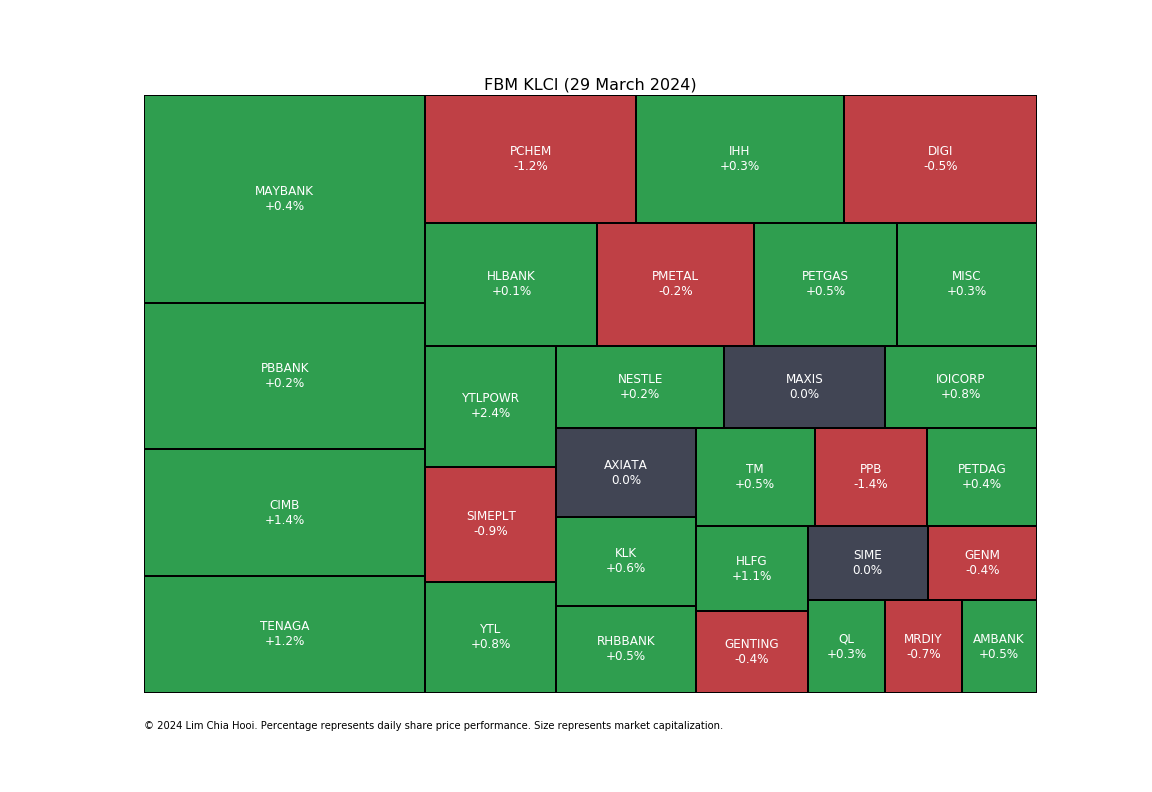 FBM KLCI (29 March 2024)
MAYBANK
+0.4%
PCHEM
-1.2%
IHH
+0.3%
DIGI
-0.5%
HLBANK
+0.1%
PMETAL
-0.2%
PETGAS
+0.5%
MISC
+0.3%
PBBANK
+0.2%
YTLPOWR
+2.4%
NESTLE
+0.2%
MAXIS
0.0%
IOICORP
+0.8%
AXIATA
0.0%
TM
+0.5%
PPB
-1.4%
PETDAG
+0.4%
CIMB
+1.4%
SIMEPLT
-0.9%
KLK
+0.6%
HLFG
+1.1%
SIME
0.0%
GENM
-0.4%
TENAGA
+1.2%
YTL
+0.8%
RHBBANK
+0.5%
GENTING
-0.4%
QL
+0.3%
MRDIY
-0.7%
AMBANK
+0.5%
© 2024 Lim Chia Hooi. Percentage represents daily share price performance. Size represents market capitalization.